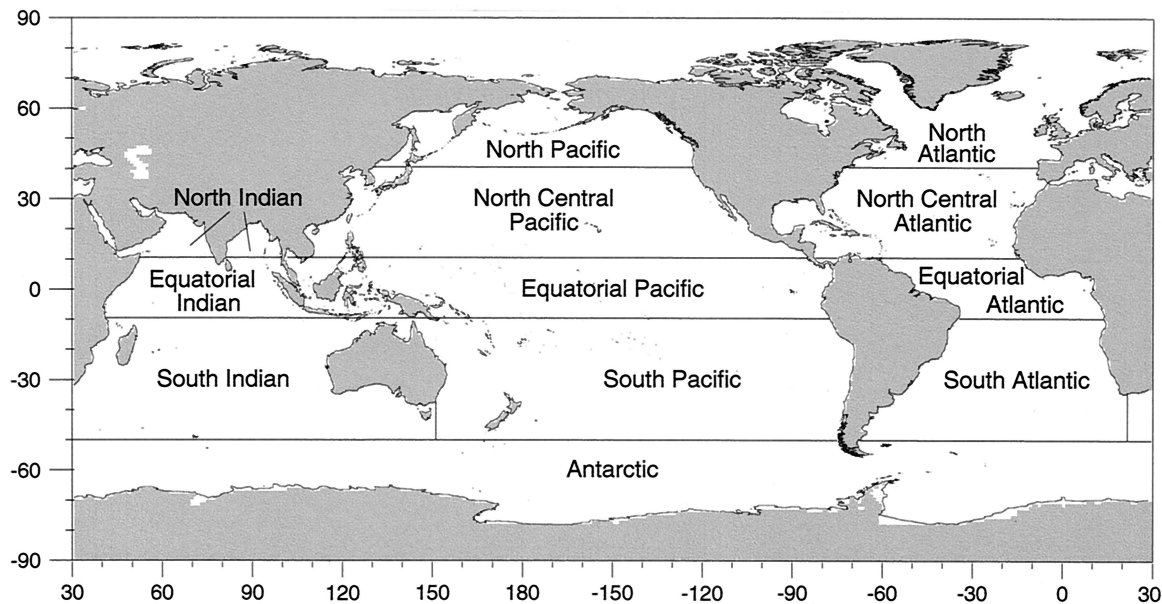 90
60
30
0
-30
-60
-90
North Pacific
North
Atlantic
North Indian
North Central
Pacific
North Central
Atlantic
Equatorial
Indian
Equatorial Pacific
Equatorial
Atlantic
South Indian
South Pacific
South Atlantic
Antarctic
30 60 90 120 150 180 -150 -120 -90 -60 -30 0 30